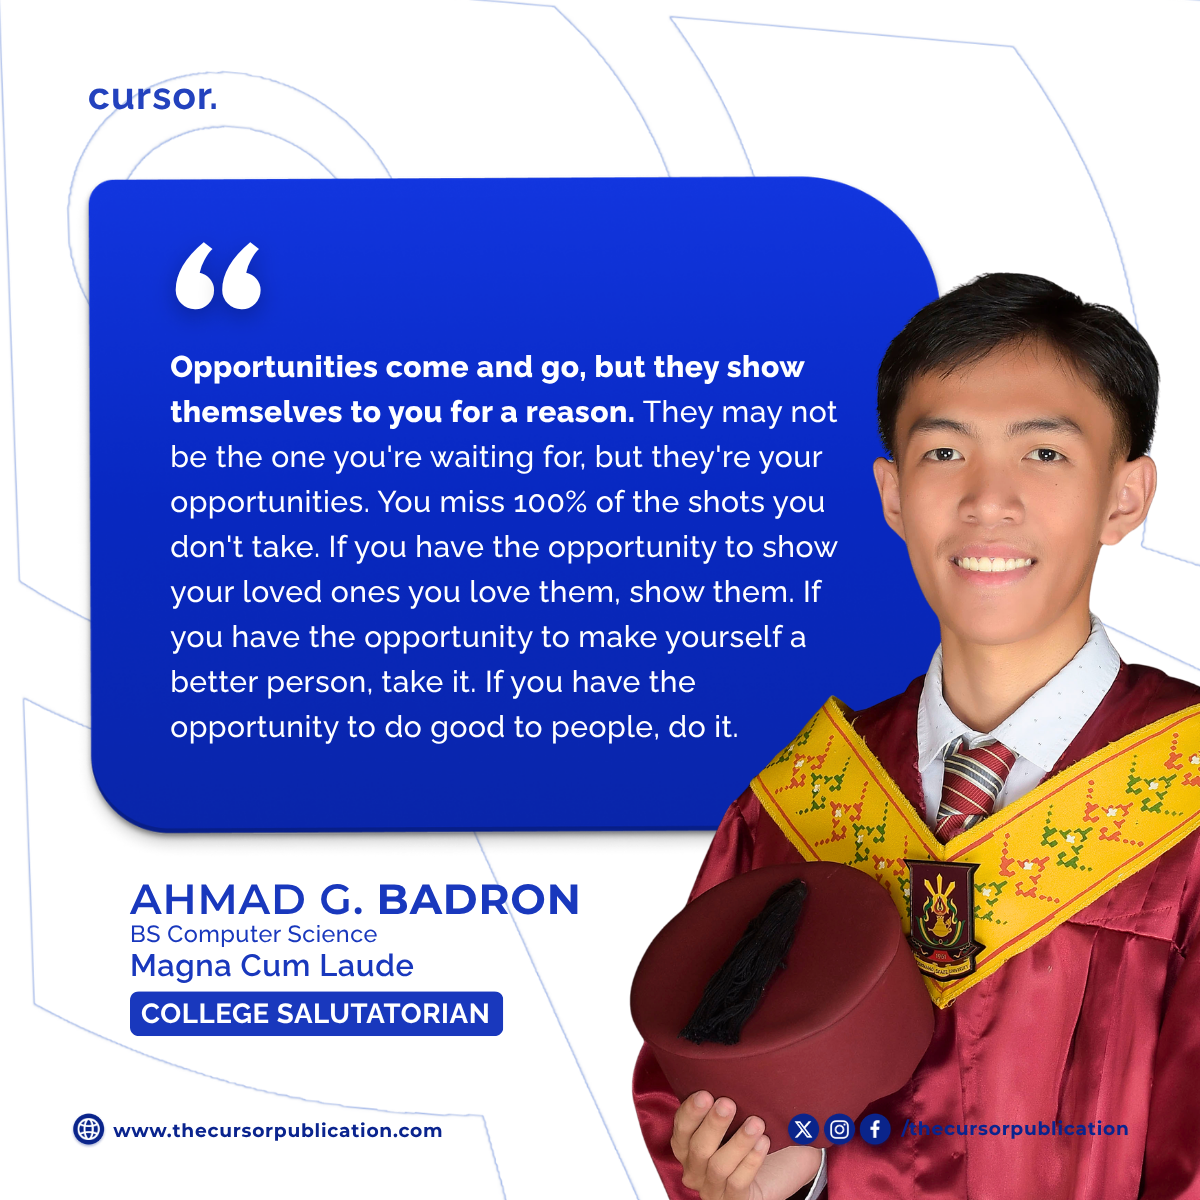 cursor.
“
Opportunities come and go, but they show
themselves to you for a reason. They may not
be the one you're waiting for, but they're your
opportunities. You miss 100% of the shots you
don't take. If you have the opportunity to show
your loved ones you love them, show them. If
you have the opportunity to make yourself a
better person, take it. If you have the
opportunity to do good to people, do it.
AHMAD G. BADRON
BS Computer Science
Magna Cum Laude
COLLEGE SALUTATORIAN
www.thecursorpublication.com
/thecursorpublication